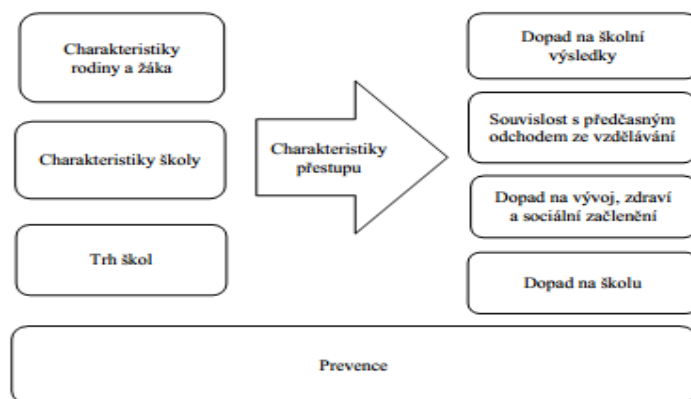 Charakteristiky
rodiny a žáka
Charakteristiky školy
Trh škol
Charakteristiky
přestupu
Dopad na školní
výsledky
Souvislost s předčasným
odchodem ze vzdělávání
Dopad na vývoj, zdraví
a sociální začlenění
Dopad na školu
Prevence